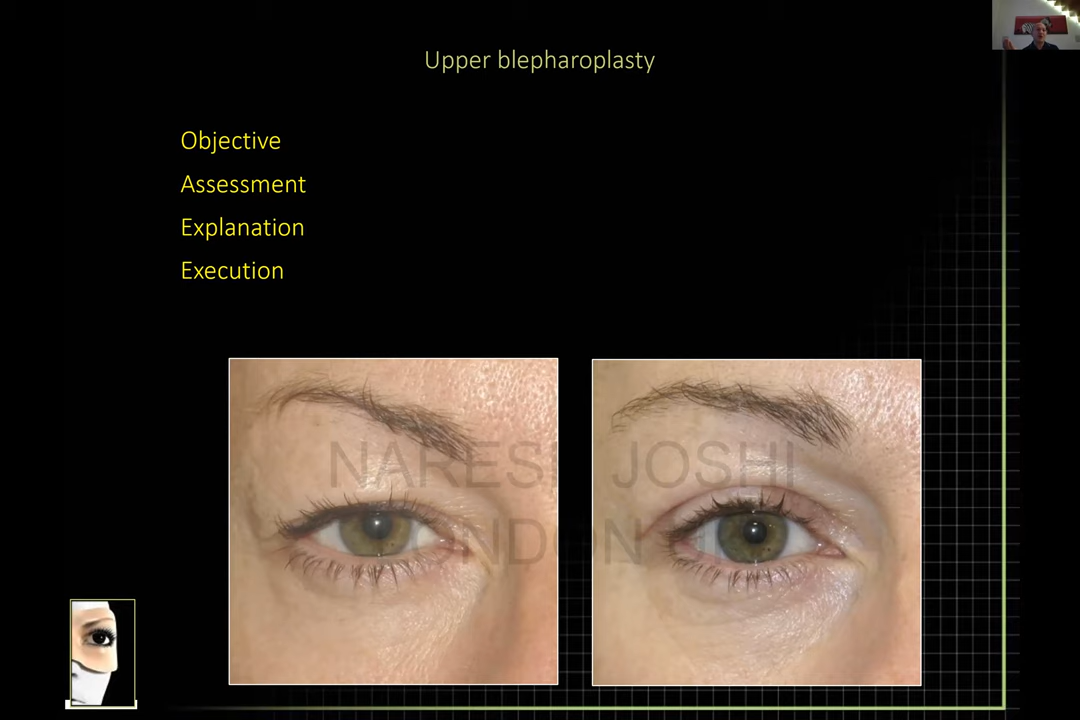 Upper blepharoplasty
Objective
Assessment
Explanation
Execution
NARESH JOSHI
LONDON